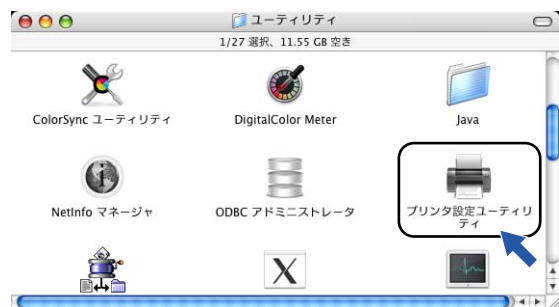 ユーティリティ
1/27 選択、11.55 GB 空き
ColorSync ユーティリティ
DigitalColor Meter
Java
NetInfo マネージャ
ODBC アドミニストレータ
プリンタ設定ユーティリ
ティ